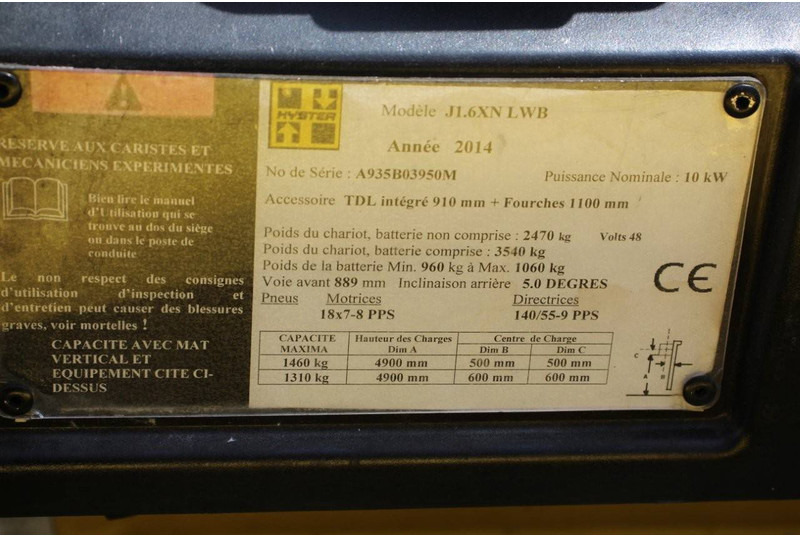 RESERVE AUX CARISTES ET
MECANICIENS EXPERIMENTES
Bien lire le manuel
d'Utilisation qui se
trouve au dos du siège
ou dans le poste de
conduite
Le non respect des consignes
d'utilisation d'inspection et
d'entretien peut causer des blessures
graves, voir mortelles !
CAPACITE AVEC MAT
VERTICAL ET
EQUIPEMENT CITE CI-
DESSUS
HYSTER
Modèle J1.6XN LWB
Année 2014
No de Série : A935B03950M Puissance Nominale : 10 kW
Accessoire TDL intégré 910 mm + Fourches 1100 mm
Poids du chariot, batterie non comprise : 2470 kg Volts 48
Poids du chariot, batterie comprise : 3540 kg
Poids de la batterie Min. 960 kg à Max. 1060 kg
Voie avant 889 mm Inclinaison arrière 5.0 DEGRES
CE
Pneus Motrices Directrices
18x7-8 PPS 140/55-9 PPS
CAPACITE Hauteur des Charges Centre de Charge
MAXIMA Dim A Dim B Dim C
1460 kg 4900 mm 500 mm 500 mm
1310 kg 4900 mm 600 mm 600 mm
C
A
B